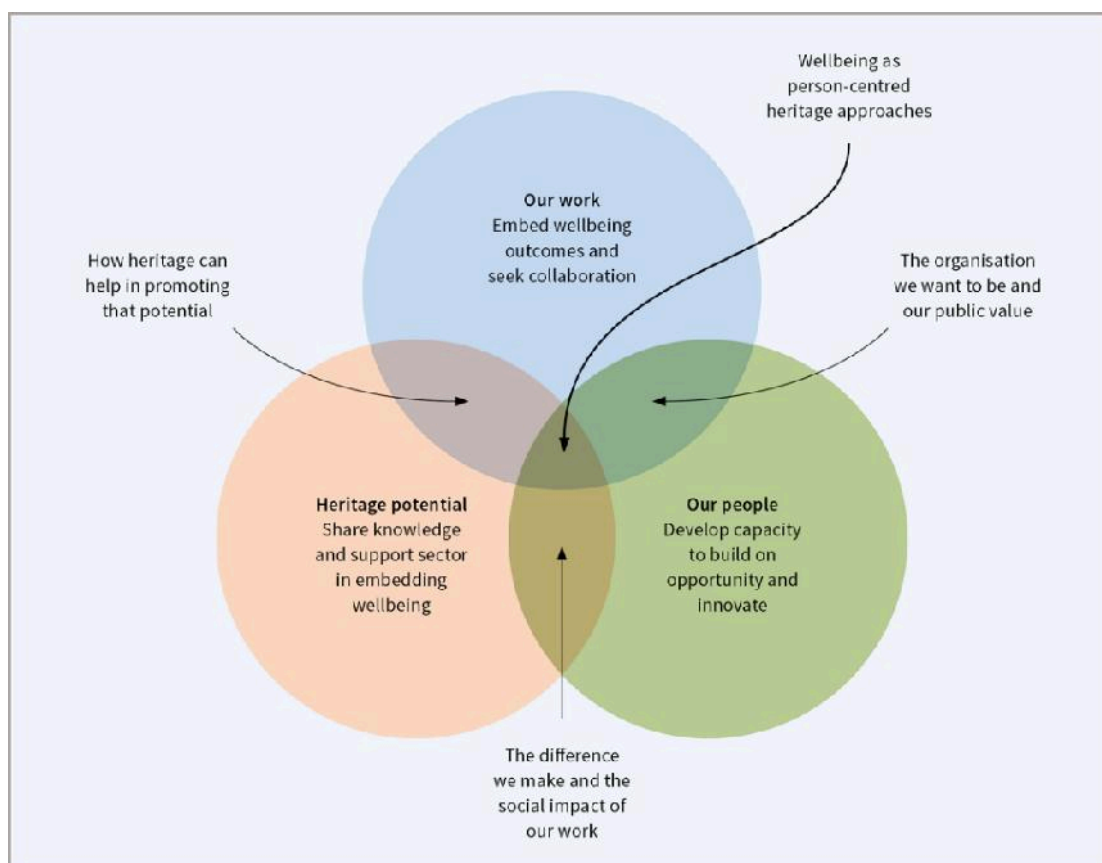 Wellbeing as
person-centred
heritage approaches
Our work
Embed wellbeing
outcomes and
seek collaboration
How heritage can
help in promoting
that potential
The organisation
we want to be and
our public value
Heritage potential
Share knowledge
and support sector
in embedding
wellbeing
Our people
Develop capacity
to build on
opportunity and
innovate
The difference
we make and the
social impact of
our work